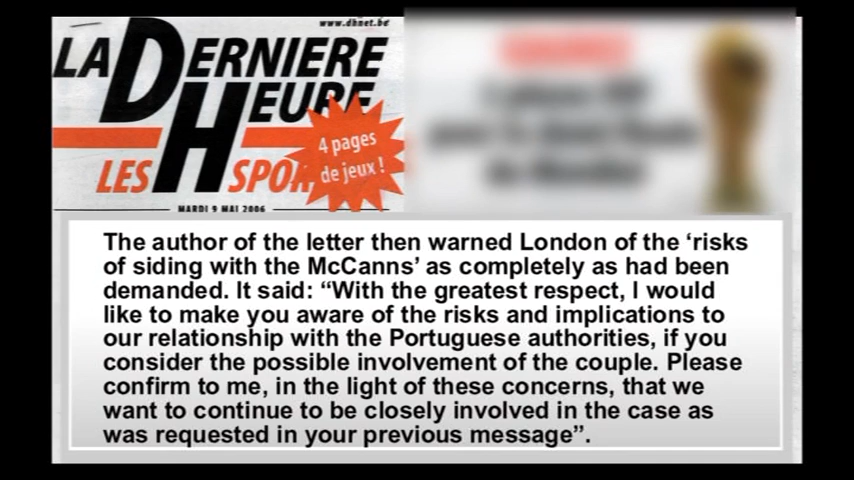 www.dhnet.be
LA DERNIERE
HEURE
LES SPOR
4 pages
de jeux !
MARDI 9 MAI 2006
The author of the letter then warned London of the ‘risks
of siding with the McCanns’ as completely as had been
demanded. It said: “With the greatest respect, I would
like to make you aware of the risks and implications to
our relationship with the Portuguese authorities, if you
consider the possible involvement of the couple. Please
confirm to me, in the light of these concerns, that we
want to continue to be closely involved in the case as
was requested in your previous message”.